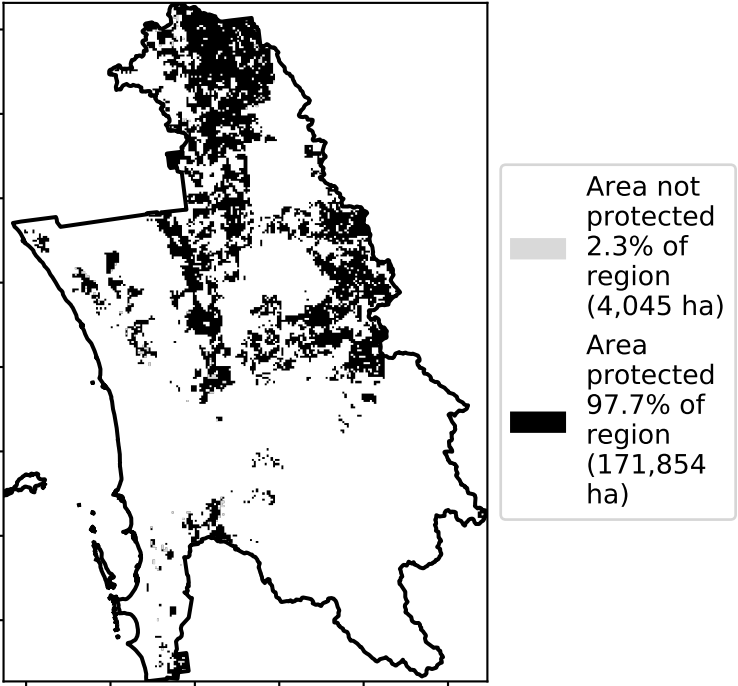 Area not
protected
2.3% of
region
(4,045 ha)
Area
protected
97.7% of
region
(171,854
ha)